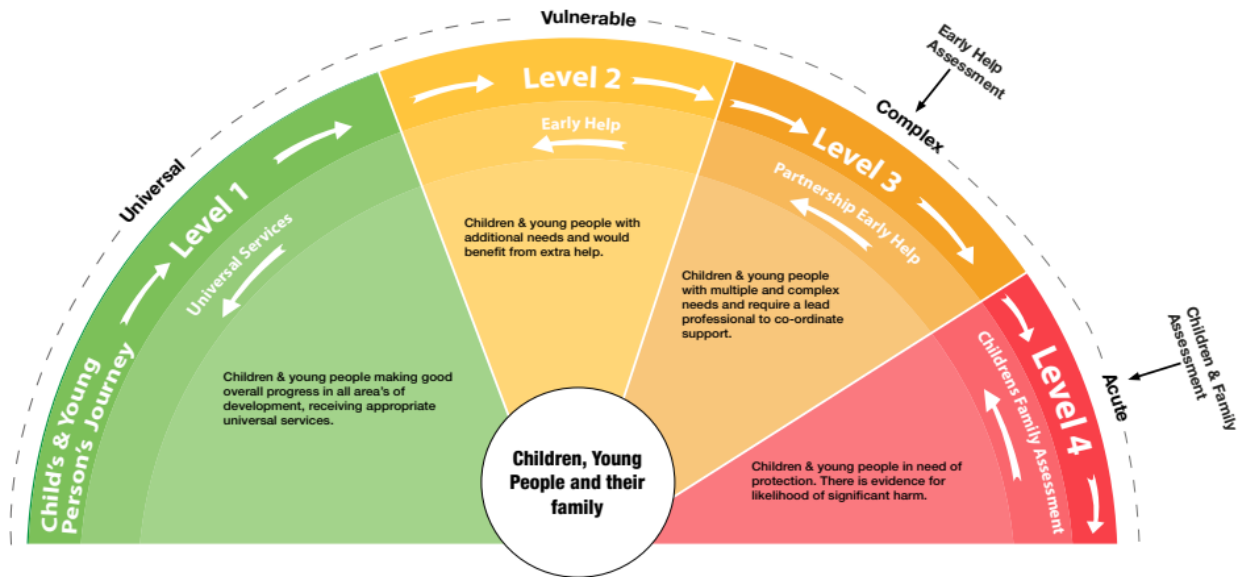 Vulnerable
Universal
Complex
Acute
Early Help
Assessment
Children & Family
Assessment
Child's & Young
Person's Journey
Level 1
Universal Services
Children & young people making good
overall progress in all area's of
development, receiving appropriate
universal services.
Level 2
Early Help
Children & young people with
additional needs and would
benefit from extra help.
Level 3
Partnership Early Help
Children & young people
with multiple and complex
needs and require a lead
professional to co-ordinate
support.
Level 4
Childrens Family Assessment
Children & young people in need of
protection. There is evidence for
likelihood of significant harm.
Children, Young
People and their
family